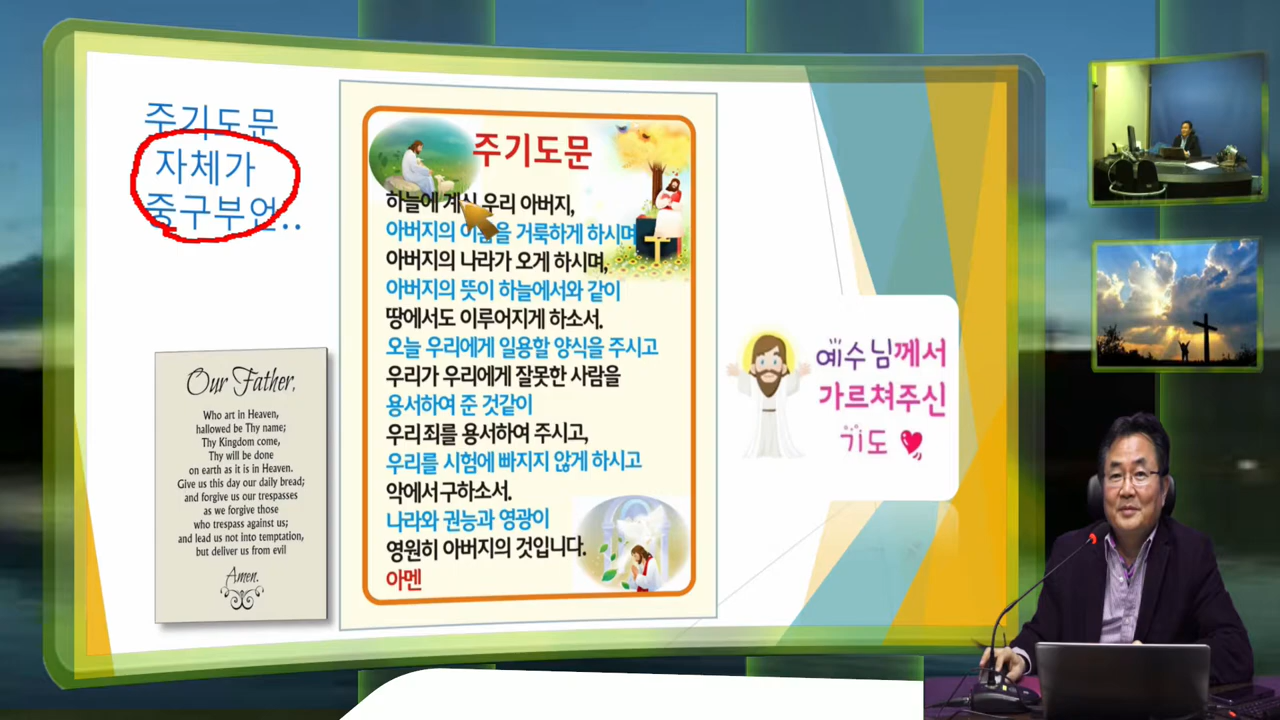 주기도문
자체가
중구부언..
주기도문
하늘에 계신 우리 아버지,
아버지의 이름을 거룩하게 하시며
아버지의 나라가 오게 하시며,
아버지의 뜻이 하늘에서와 같이
땅에서도 이루어지게 하소서.
오늘 우리에게 일용할 양식을 주시고
우리가 우리에게 잘못한 사람을
용서하여 준 것같이
우리 죄를 용서하여 주시고,
우리를 시험에 빠지지 않게 하시고
악에서 구하소서.
나라와 권능과 영광이
영원히 아버지의 것입니다.
아멘
Our Father,
Who art in Heaven,
hallowed be Thy name;
Thy Kingdom come,
Thy will be done
on earth as it is in Heaven.
Give us this day our daily bread;
and forgive us our trespasses
as we forgive those
who trespass against us;
and lead us not into temptation,
but deliver us from evil
Amen.
예수님께서
가르쳐주신
기도